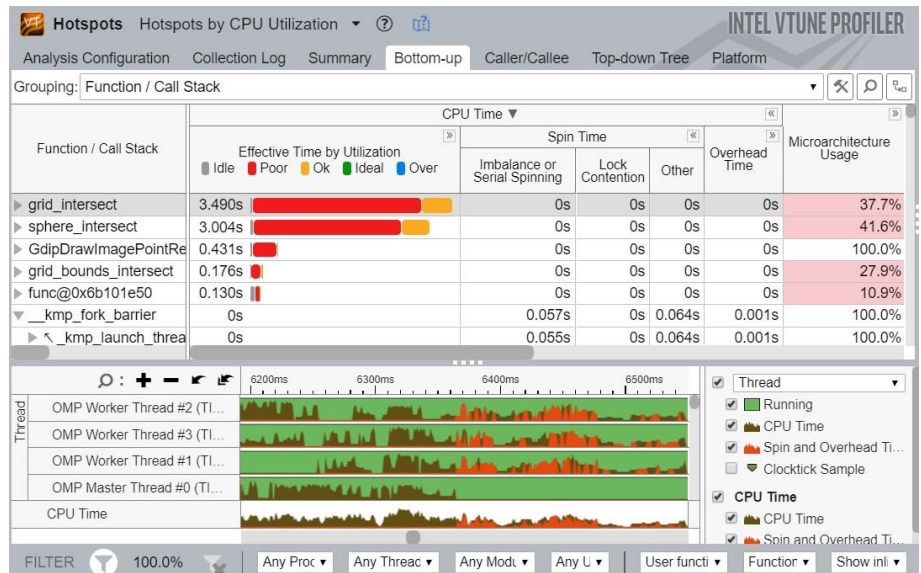 Hotspots Hotspots by CPU Utilization INTEL VTUNE PROFILER
Analysis Configuration Collection Log Summary Bottom-up Caller/Callee Top-down Tree Platform
Grouping: Function / Call Stack
Function / Call Stack
CPU Time
Effective Time by Utilization
Idle Poor Ok Ideal Over
Spin Time
Imbalance or
Serial Spinning
Lock
Contention
Other
Overhead
Time
Microarchitecture
Usage
grid_intersect 3.490s 0s 0s 0s 0s 37.7%
sphere_intersect 3.004s 0s 0s 0s 0s 41.6%
GdipDrawImagePointRe 0.431s 0s 0s 0s 0s 100.0%
grid_bounds_intersect 0.176s 0s 0s 0s 0s 27.9%
func@0x6b101e50 0.130s 0s 0s 0s 0s 10.9%
__kmp_fork_barrier 0s 0.057s 0s 0.064s 0.001s 100.0%
_kmp_launch_threa 0s 0.055s 0s 0.064s 0.001s 100.0%
6200ms 6300ms 6400ms 6500ms
Thread
OMP Worker Thread #2 (TI...
OMP Worker Thread #3 (TI...
OMP Worker Thread #1 (TI...
OMP Master Thread #0 (TI...
CPU Time
Thread
Running
CPU Time
Spin and Overhead Ti...
Clocktick Sample
CPU Time
CPU Time
Spin and Overhead Ti...
FILTER 100.0% Any Proc Any Thread Any Modu Any U User functi Function Show inli